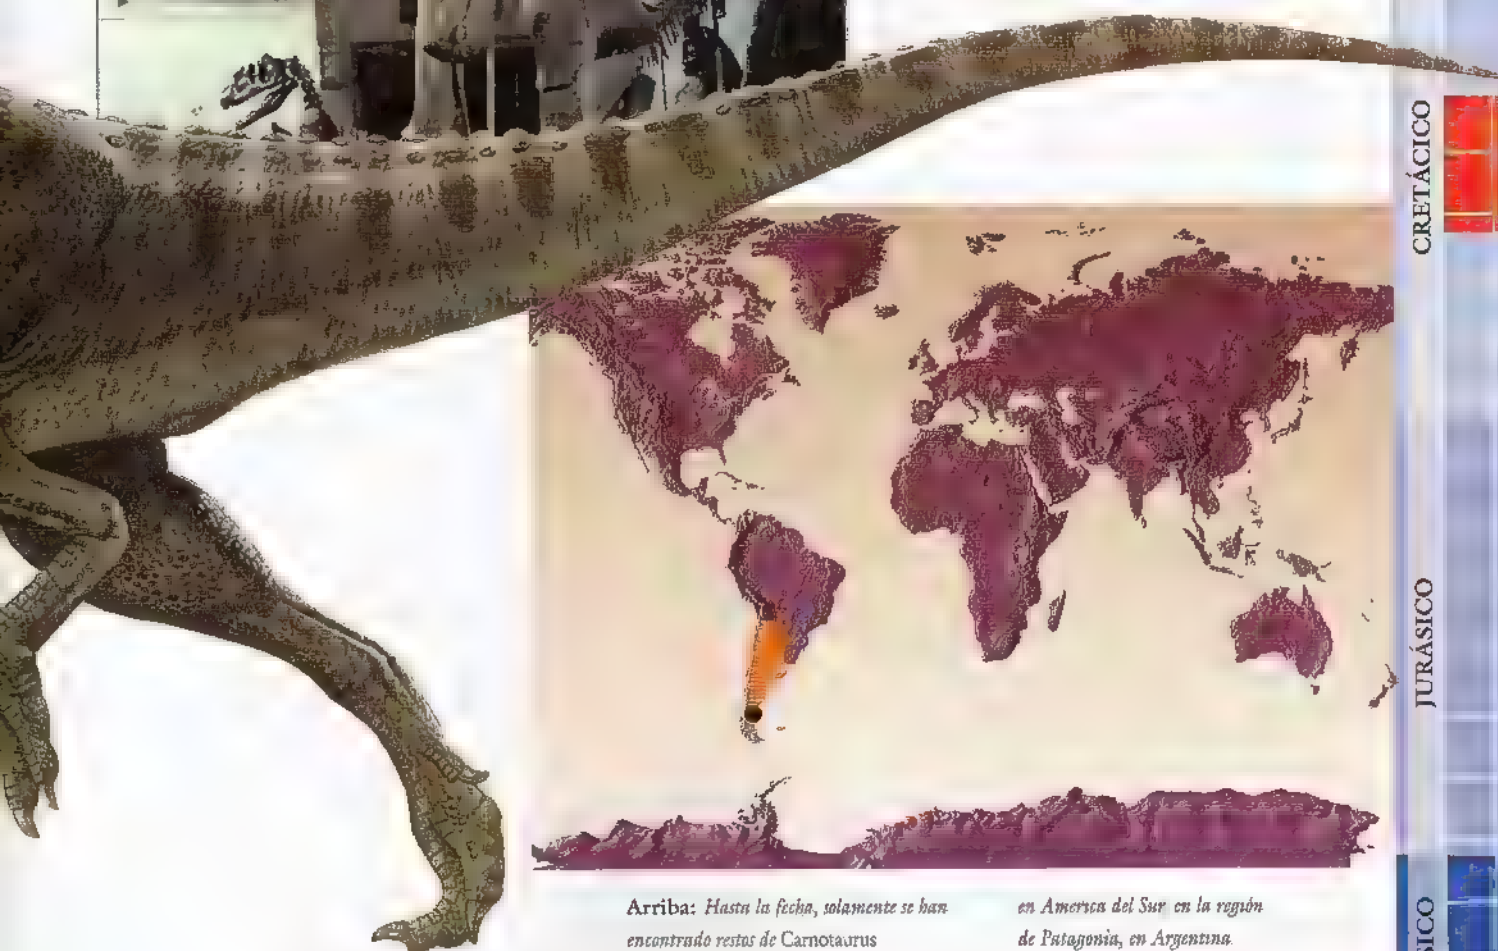 CRETÁCICO
JURÁSICO
Arriba: Hasta la fecha, solamente se han
encontrado restos de Carnotaurus
en America del Sur en la región
de Patagonia, en Argentina